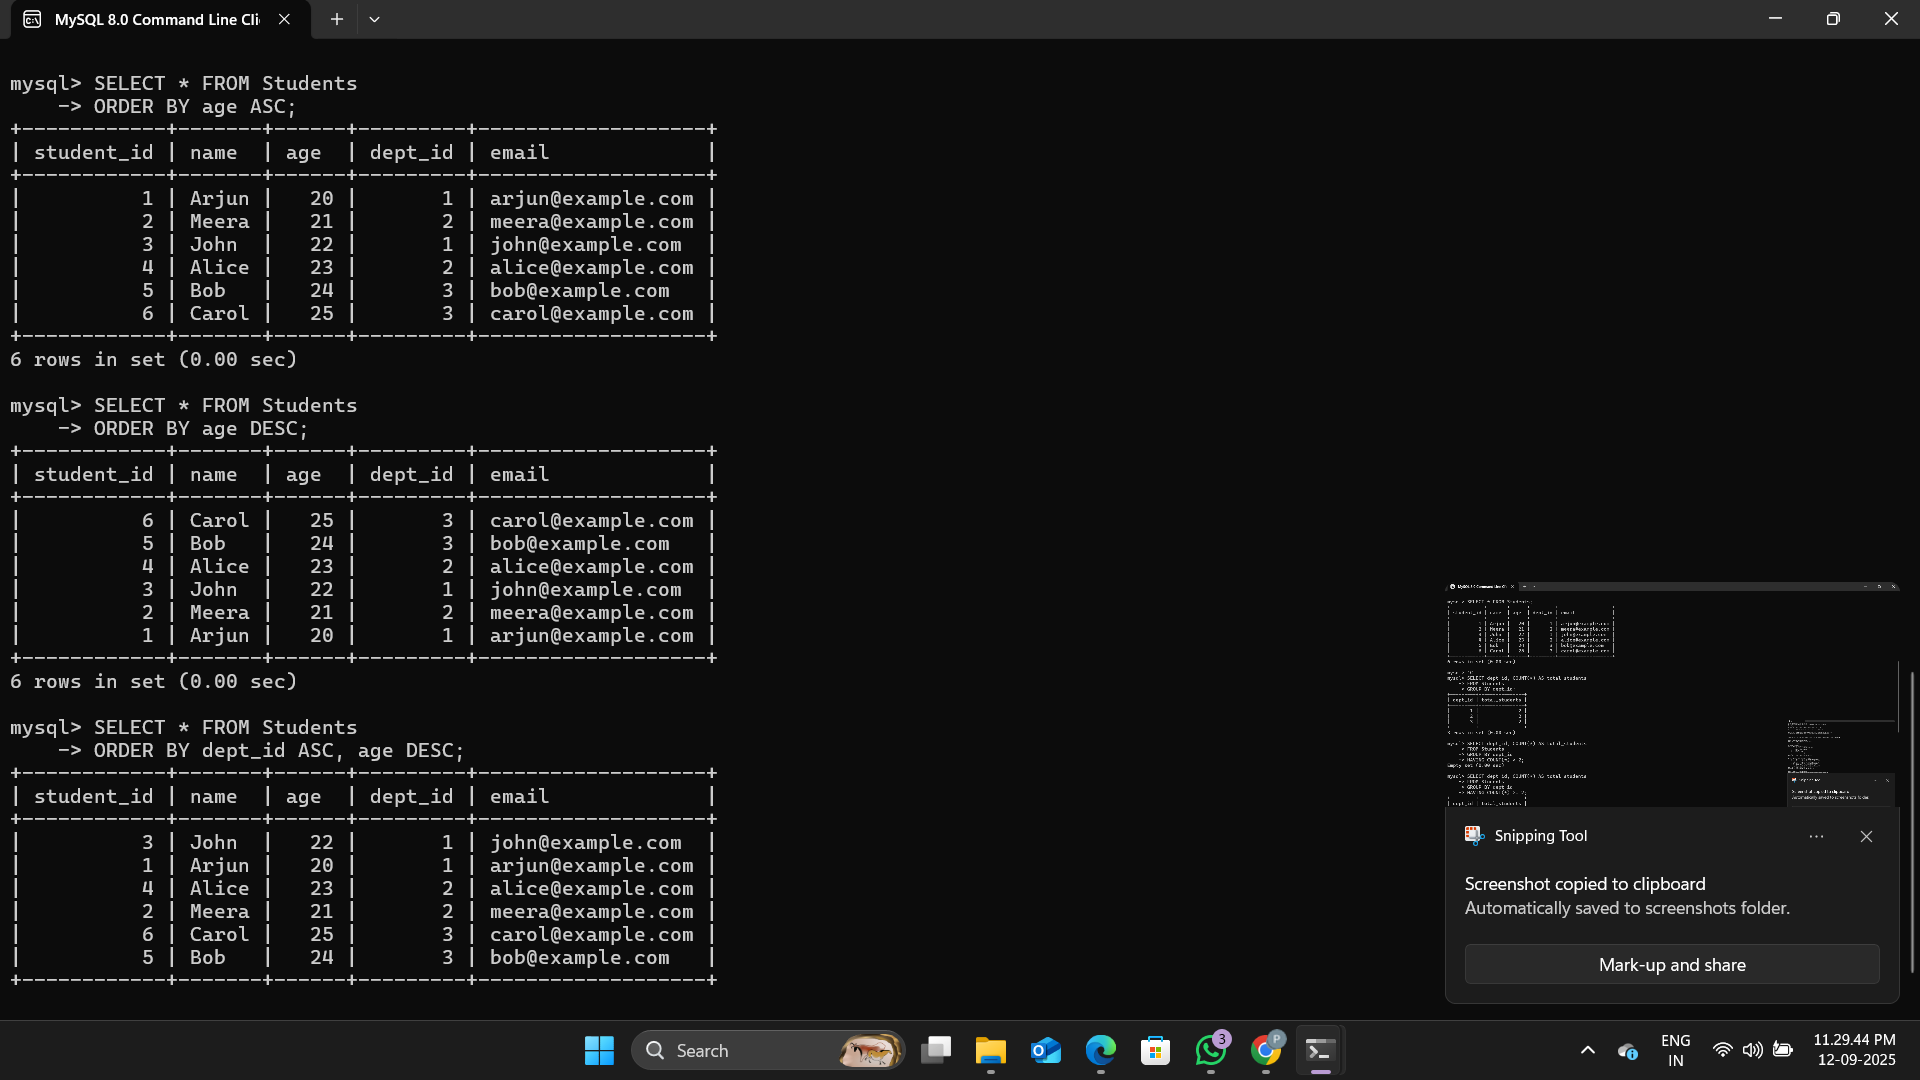 MySQL 8.0 Command Line Cli
mysql> SELECT * FROM Students
    -> ORDER BY age ASC;
+------------+-------+------+---------+-------------------+
| student_id | name  | age  | dept_id | email             |
+------------+-------+------+---------+-------------------+
|          1 | Arjun |   20 |       1 | arjun@example.com |
|          2 | Meera |   21 |       2 | meera@example.com |
|          3 | John  |   22 |       1 | john@example.com  |
|          4 | Alice |   23 |       2 | alice@example.com |
|          5 | Bob   |   24 |       3 | bob@example.com   |
|          6 | Carol |   25 |       3 | carol@example.com |
+------------+-------+------+---------+-------------------+
6 rows in set (0.00 sec)
mysql> SELECT * FROM Students
    -> ORDER BY age DESC;
+------------+-------+------+---------+-------------------+
| student_id | name  | age  | dept_id | email             |
+------------+-------+------+---------+-------------------+
|          6 | Carol |   25 |       3 | carol@example.com |
|          5 | Bob   |   24 |       3 | bob@example.com   |
|          4 | Alice |   23 |       2 | alice@example.com |
|          3 | John  |   22 |       1 | john@example.com  |
|          2 | Meera |   21 |       2 | meera@example.com |
|          1 | Arjun |   20 |       1 | arjun@example.com |
+------------+-------+------+---------+-------------------+
6 rows in set (0.00 sec)
mysql> SELECT * FROM Students
    -> ORDER BY dept_id ASC, age DESC;
+------------+-------+------+---------+-------------------+
| student_id | name  | age  | dept_id | email             |
+------------+-------+------+---------+-------------------+
|          3 | John  |   22 |       1 | john@example.com  |
|          1 | Arjun |   20 |       1 | arjun@example.com |
|          4 | Alice |   23 |       2 | alice@example.com |
|          2 | Meera |   21 |       2 | meera@example.com |
|          6 | Carol |   25 |       3 | carol@example.com |
|          5 | Bob   |   24 |       3 | bob@example.com   |
+------------+-------+------+---------+-------------------+
Snipping Tool
Screenshot copied to clipboard
Automatically saved to screenshots folder.
Mark-up and share
Search
3
P
ENG
IN
11.29.44 PM
12-09-2025